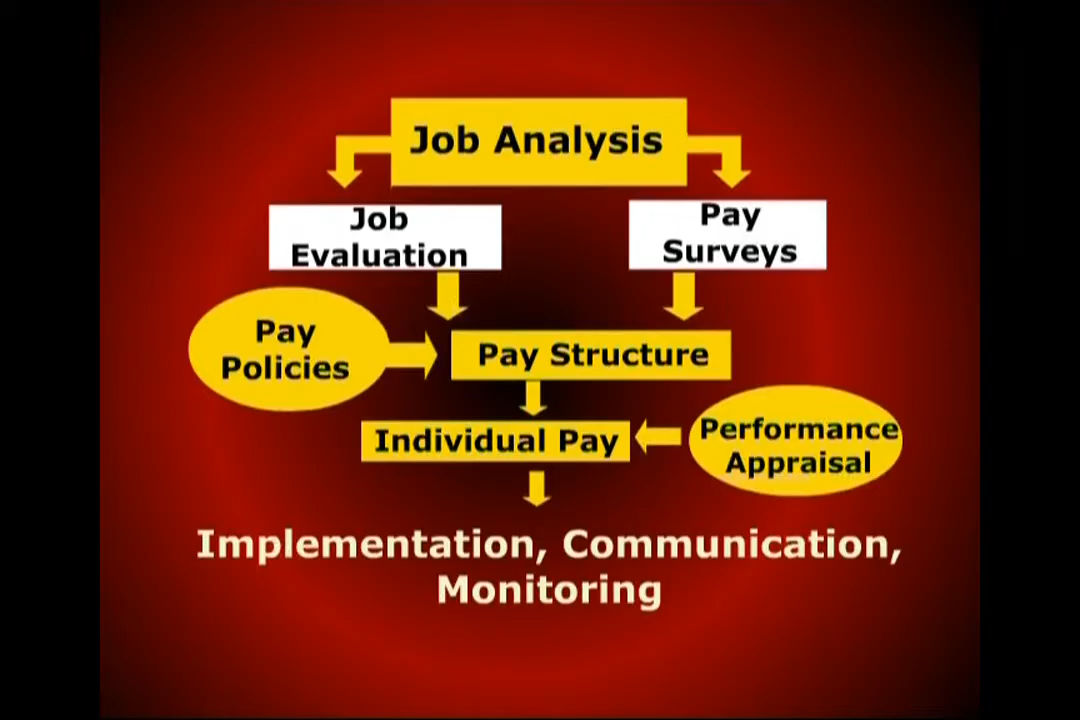 Job Analysis
Job
Evaluation
Pay
Surveys
Pay
Policies
Pay Structure
Individual Pay
Performance
Appraisal
Implementation, Communication,
Monitoring